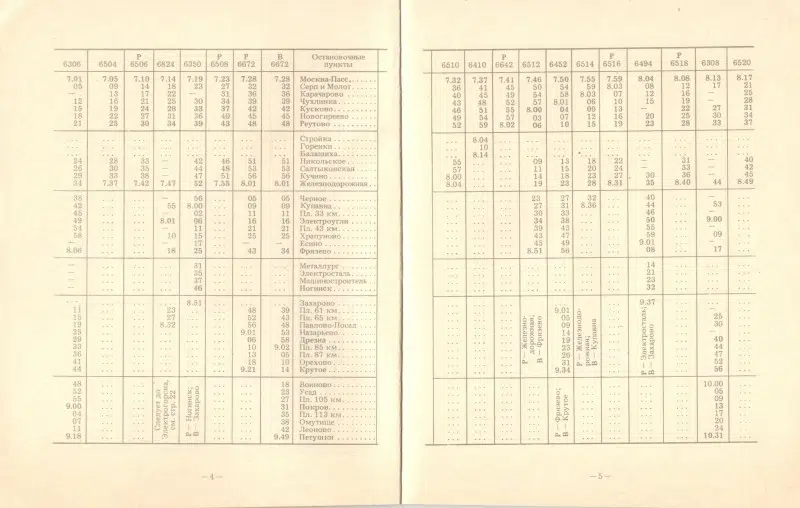 Р Р Р В Остановочные
6306 6504 6506 6824 6350 6508 6672 6672 пункты
7.01 7.05 7.10 7.14 7.19 7.23 7.28 7.28 Москва-Пасс.
05 09 14 18 23 27 32 32 Серп и Молот
— 13 17 22 — 31 36 36 Карачарово
12 16 21 25 30 34 39 39 Чухлинка
15 19 24 28 33 37 42 42 Кусково
18 22 27 31 36 40 45 45 Новогиреево
21 25 30 34 39 43 48 48 Реутово
Стройка
Горенки
Балашиха
24 28 33 — 42 46 51 51 Никольское
26 30 35 — 44 48 53 53 Салтыковская
29 33 38 — 47 51 56 56 Кучино
34 7.37 7.42 7.47 52 7.55 8.01 8.01 Железнодорожная
38 — 56 05 05 Черное
42 55 8.00 09 09 Купавна
45 02 11 11 Пл. 33 км
49 8.01 06 16 16 Электроугли
54 — 11 21 21 Пл. 43 км
58 10 15 25 25 Храпуново
— — 17 — — Есино
8.06 18 25 43 34 Фрязево
— 31 Металлург
— 35 Электросталь
— 37 Машиностроитель
— 46 Ногинск
— 8.51 Захарово
11 23 48 39 Пл. 61 км
15 27 52 43 Пл. 65 км
19 8.32 56 48 Павлово-Посад
25 9.01 53 Назарьево
29 06 58 Дрезна
33 10 9.02 Пл. 85 км
36 13 05 Пл. 87 км
41 18 10 Орехово
44 9.21 14 Крутое
48 18 Воиново
52 23 Усад
55 27 Пл. 105 км
9.00 31 Покров
04 35 Пл. 113 км
07 38 Омутище
11 42 Леоново
9.18 9.49 Петушки
Следует до
Электрогорска,
см. стр. 22
Р — Ногинск;
В — Захарово
— 4 —
Р Р Р
6510 6410 6642 6512 6452 6514 6516 6494 6518 6308 6520
7.32 7.37 7.41 7.46 7.50 7.55 7.59 8.04 8.08 8.13 8.17
36 41 45 50 54 59 8.03 08 12 17 21
40 45 49 54 58 8.03 07 12 16 — 25
43 48 52 57 8.01 06 10 15 19 — 28
46 51 55 8.00 04 09 13 — 22 27 31
49 54 57 03 07 12 16 20 25 30 34
52 59 8.02 06 10 15 19 23 28 33 37
8.04
10
8.14
55 09 13 18 22 — 31 — 40
57 11 15 20 24 — 33 — 42
8.00 14 18 23 27 30 36 — 45
8.04 19 23 28 8.31 35 8.40 44 8.49
23 27 32 40 —
27 31 8.36 44 53
30 33 46 —
34 38 50 9.00
39 43 55 —
43 47 59 09
45 49 9.01 —
8.51 56 08 17
14
21
23
32
9.37 —
9.01 25
05 30
09 —
14 40
19 44
23 47
26 52
31 56
9.34
10.00
05
09
13
17
20
24
10.31
Р — Железно-
дорожная,
В — Фрязево
Р — Фрязево;
В — Крутое
Р — Железнодо-
рожная,
В — Купавна
Р — Электросталь;
В — Захарово
— 5 —